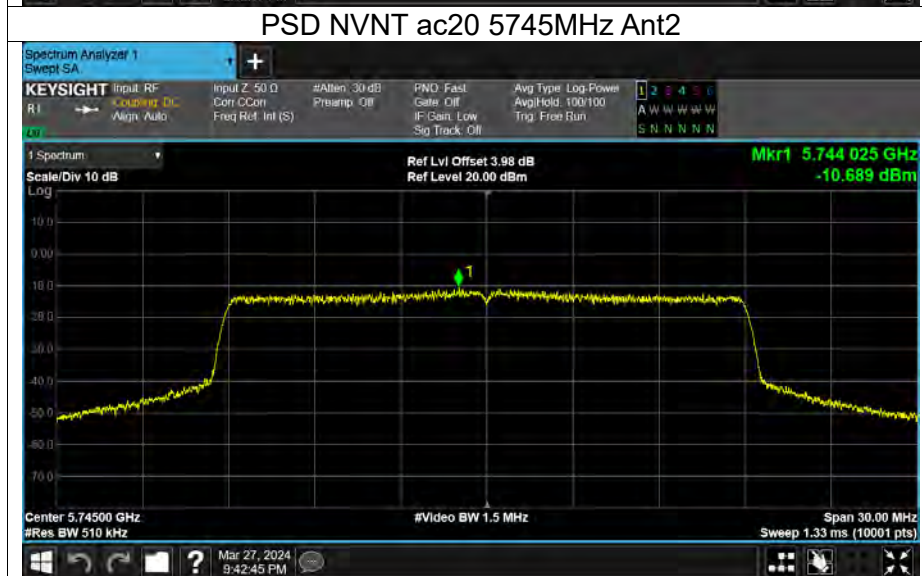 PSD NVNT ac20 5745MHz Ant2
Spectrum Analyzer 1
Swept SA
+
KEYSIGHT Input: RF Input Z: 50 Ω #Atten: 30 dB PNO: Fast Avg Type: Log-Power 1 2 3 4 5 6
Coupling: DC Corr CCorr Preamp: Off Gate: Off Avg|Hold: 100/100 A W W W W W
Align: Auto Freq Ref: Int (S) IF Gain: Low Trig: Free Run
Sig Track: Off S N N N N N
1 Spectrum Ref Lvl Offset 3.98 dB Mkr1 5.744 025 GHz
Scale/Div 10 dB Ref Level 20.00 dBm -10.689 dBm
Log
10.0
0.00
1
-10.0
-20.0
-30.0
-40.0
-50.0
-60.0
-70.0
Center 5.74500 GHz #Video BW 1.5 MHz Span 30.00 MHz
#Res BW 510 kHz Sweep 1.33 ms (10001 pts)
? Mar 27, 2024
9:42:45 PM